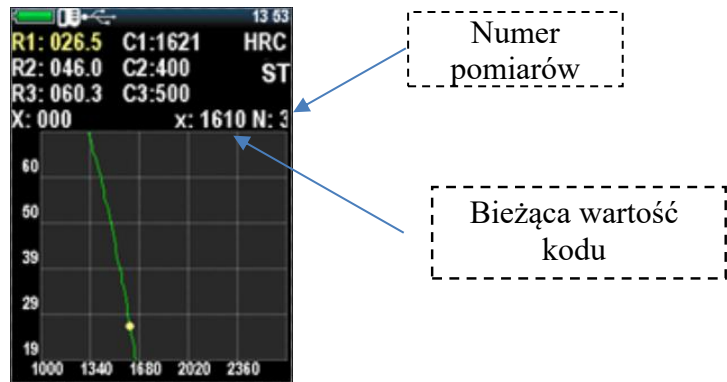 13 53
R1: 026.5 C1:1621 HRC
R2: 046.0 C2:400 ST
R3: 060.3 C3:500
X: 000 x: 1610 N: 3
60
50
39
29
19
1000 1340 1680 2020 2360
Numer
pomiarów
Bieżąca wartość
kodu